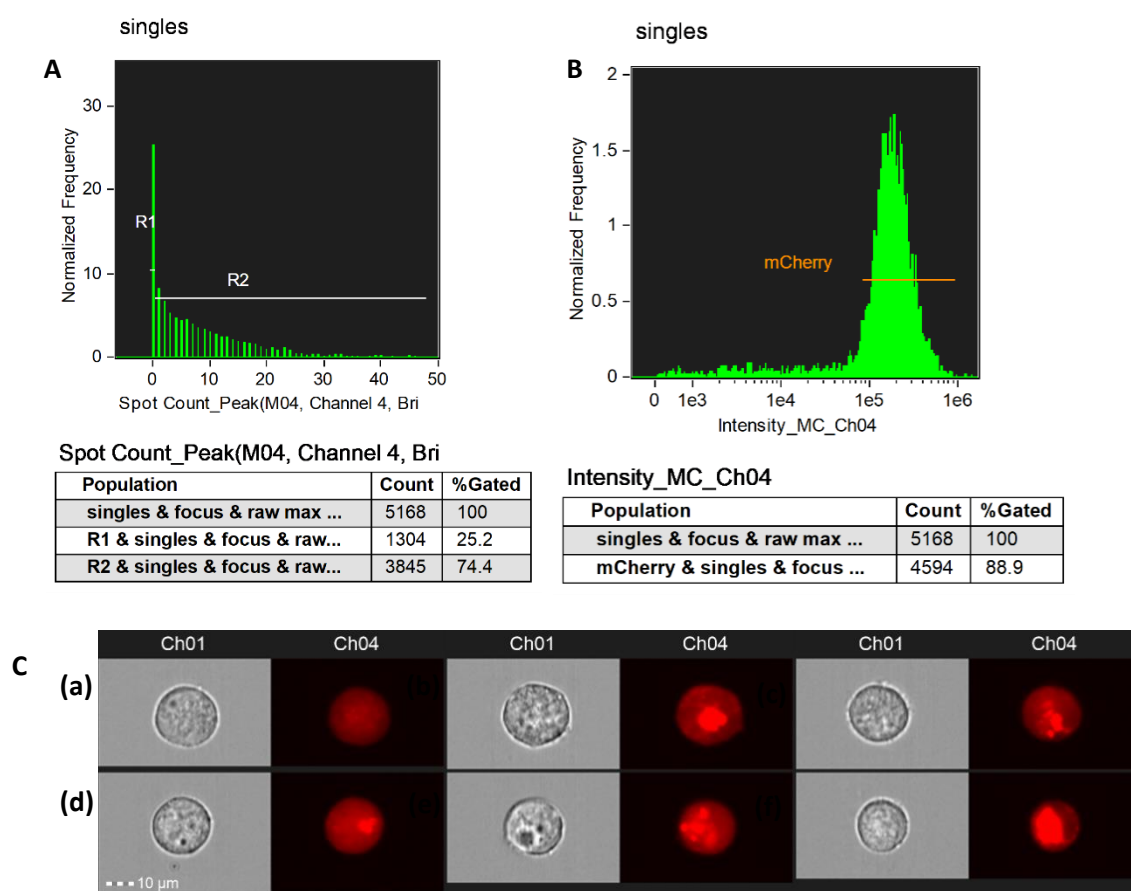 singles
A
Normalized Frequency
30
20
10
0
R1
R2
0 10 20 30 40 50
Spot Count_Peak(M04, Channel 4, Bri
Spot Count_Peak(M04, Channel 4, Bri
Population Count %Gated
singles & focus & raw max ... 5168 100
R1 & singles & focus & raw... 1304 25.2
R2 & singles & focus & raw... 3845 74.4
singles
B
Normalized Frequency
2
1.5
1
0.5
0
mCherry
0 1e3 1e4 1e5 1e6
Intensity_MC_Ch04
Intensity_MC_Ch04
Population Count %Gated
singles & focus & raw max ... 5168 100
mCherry & singles & focus ... 4594 88.9
C
Ch01 Ch04 Ch01 Ch04 Ch01 Ch04
(a) (b) (c)
(d) (e) (f)
10 µm